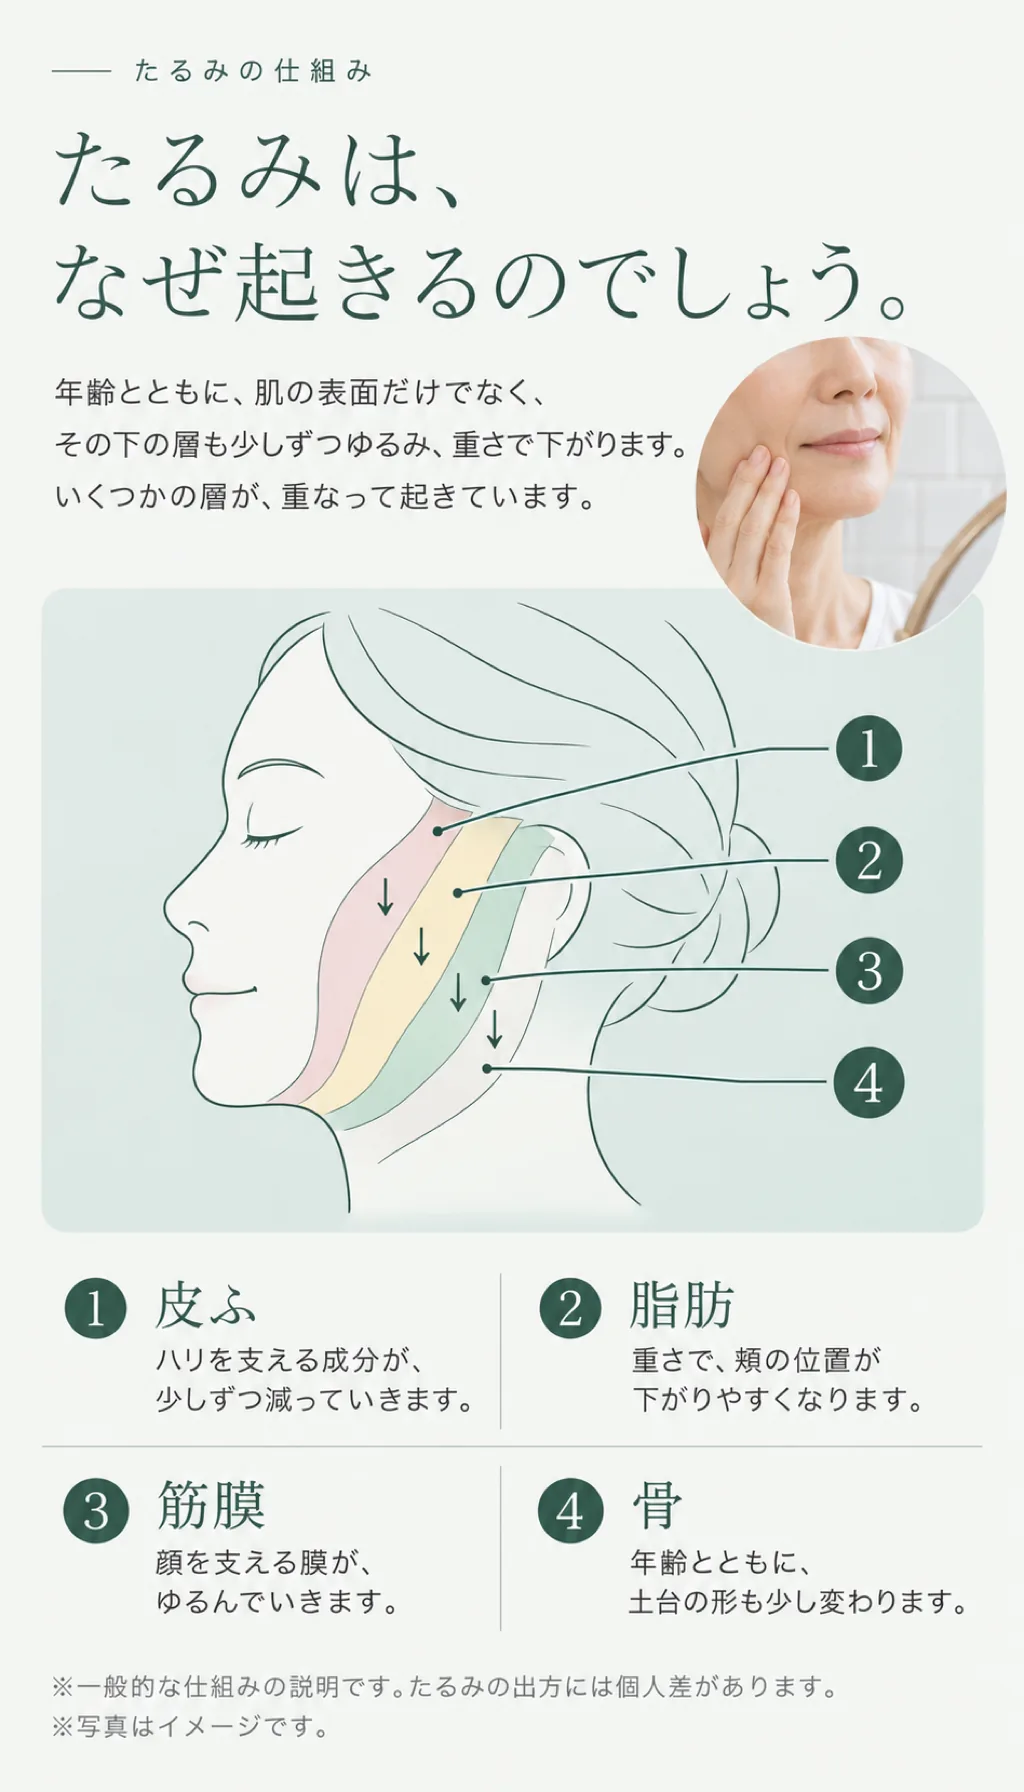 たるみの仕組み
たるみは、
なぜ起きるのでしょう。
年齢とともに、肌の表面だけでなく、
その下の層も少しずつゆるみ、重さで下がります。
いくつかの層が、重なって起きています。
1
2
3
4
1 皮ふ
ハリを支える成分が、
少しずつ減っていきます。
2 脂肪
重さで、頬の位置が
下がりやすくなります。
3 筋膜
顔を支える膜が、
ゆるんでいきます。
4 骨
年齢とともに、
土台の形も少し変わります。
※一般的な仕組みの説明です。たるみの出方には個人差があります。
※写真はイメージです。